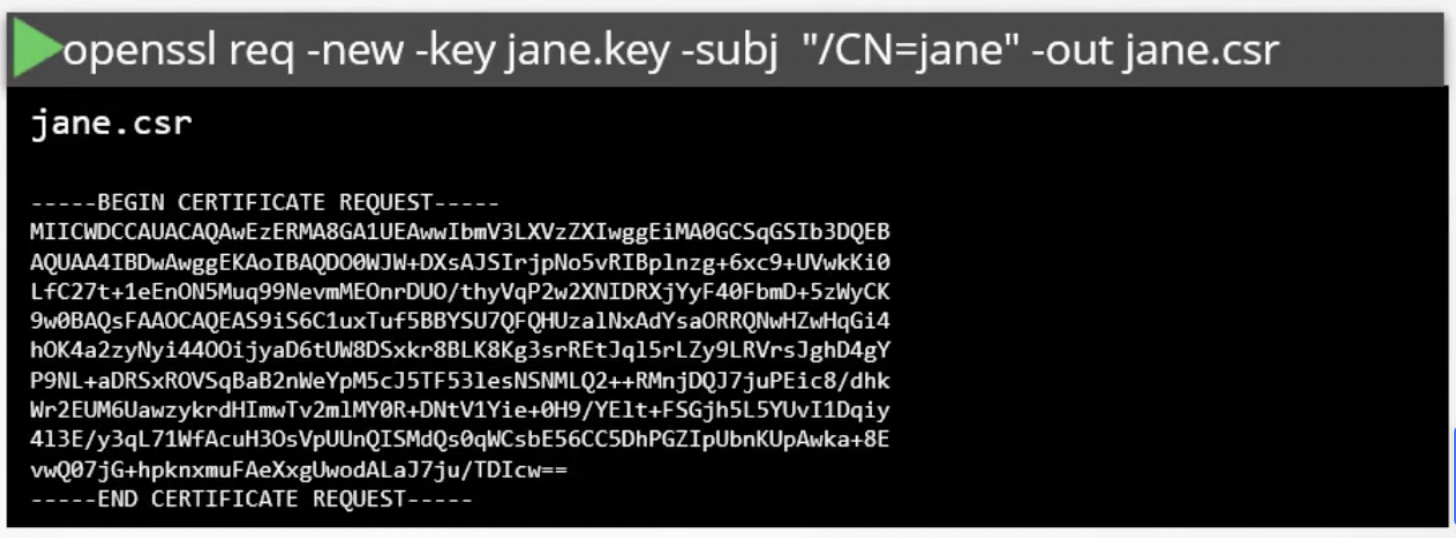 openssl req -new -key jane.key -subj "/CN=jane" -out jane.csr
jane.csr
-----BEGIN CERTIFICATE REQUEST-----
MIICWDCCAUACAQAwEzERMA8GA1UEAwwIbmV3LXVzZXIwggEiMA0GCSqGSIb3DQEB
AQUAA4IBDwAwggEKAoIBAQDO0WJW+DXsAJSIrjpNo5vRIBplnzg+6xc9+UVwkKi0
LfC27t+1eEnON5Muq99NevmMEOnrDUO/thyVqP2w2XNIDRXjYyF40FbmD+5zWyCK
9w0BAQsFAAOCAQEAS9iS6C1uxTuf5BBYSU7QFQHUzalNxAdYsaORRQNwHZwHqGi4
hOK4a2zyNyi44OOijyaD6tUW8DSxkr8BLK8Kg3srREtJql5rLZy9LRVrsJghD4gY
P9NL+aDRSxROVSqBaB2nWeYpM5cJ5TF53lesNSNMLQ2++RMnjDQJ7juPEic8/dhk
Wr2EUM6UawzykrdHImwTv2mlMY0R+DNtV1Yie+0H9/YElt+FSGjh5L5YUvI1Dqiy
4l3E/y3qL71WfAcuH3OsVpUUnQISMdQs0qWCsbE56CC5DhPGZIpUbnKUpAwka+8E
vwQ07jG+hpknxmuFAeXxgUwodALaJ7ju/TDIcw==
-----END CERTIFICATE REQUEST-----